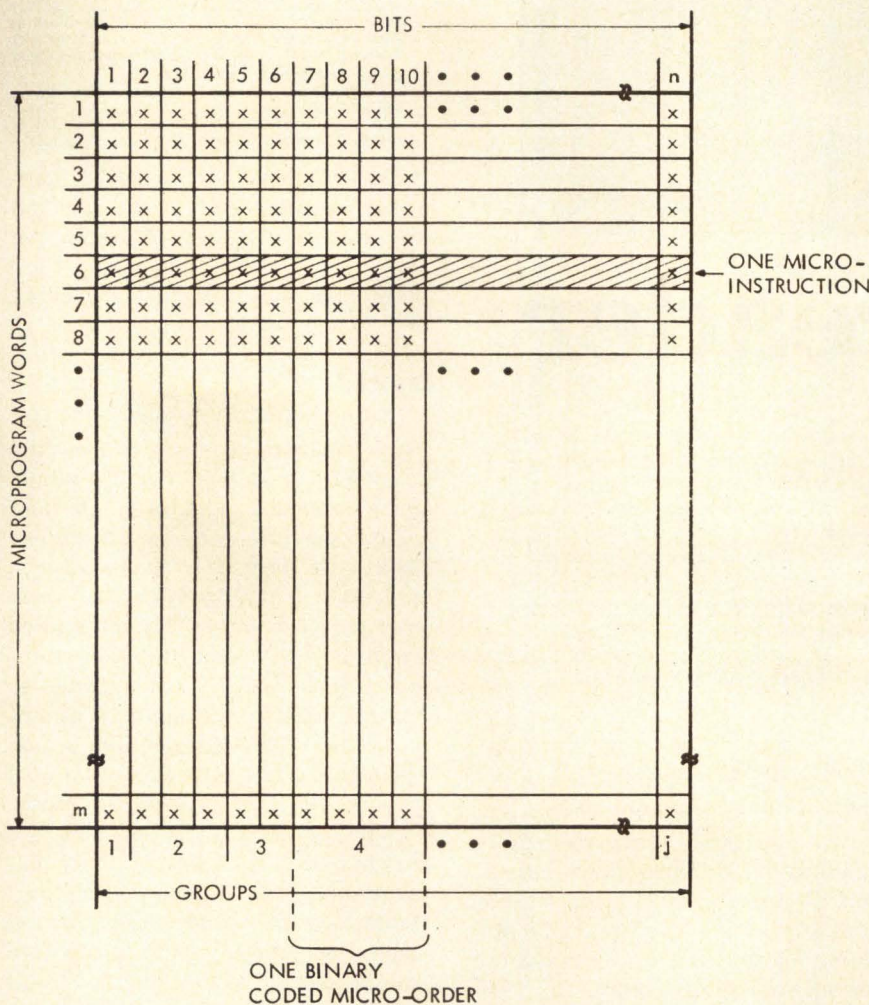 BITS
1 2 3 4 5 6 7 8 9 10 • • • n
1 x x x x x x x x x x • • • x
2 x x x x x x x x x x x
3 x x x x x x x x x x x
4 x x x x x x x x x x x
5 x x x x x x x x x x x
6 x x x x x x x x x x x
ONE MICRO-
INSTRUCTION
7 x x x x x x x x x x x
8 x x x x x x x x x x x
• • • •
•
•
MICROPROGRAM WORDS
m x x x x x x x x x x x
1 2 3 4 • • • j
GROUPS
ONE BINARY
CODED MICRO-ORDER